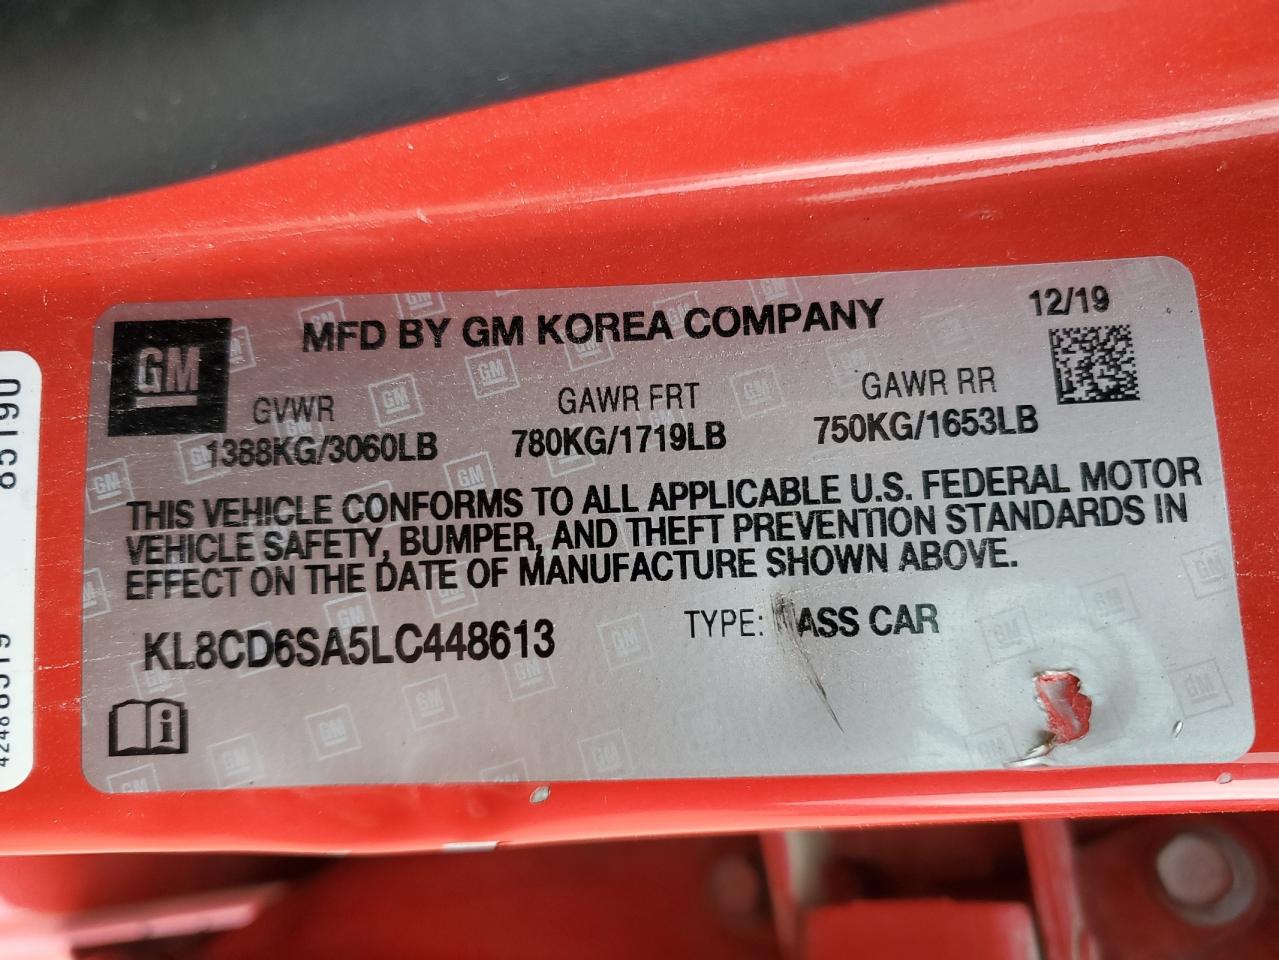 GM
MFD BY GM KOREA COMPANY
12/19
GVWR
GAWR FRT
GAWR RR
1388KG/3060LB
780KG/1719LB
750KG/1653LB
THIS VEHICLE CONFORMS TO ALL APPLICABLE U.S. FEDERAL MOTOR
VEHICLE SAFETY, BUMPER, AND THEFT PREVENTION STANDARDS IN
EFFECT ON THE DATE OF MANUFACTURE SHOWN ABOVE.
KL8CD6SA5LC448613
TYPE: ASS CAR
i